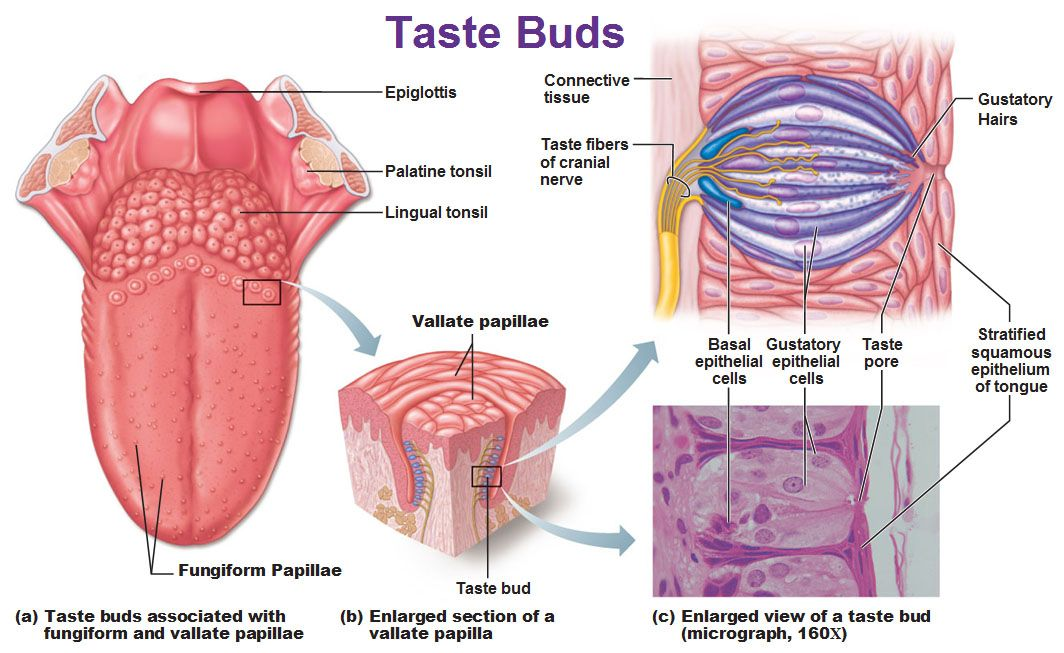 Taste Buds
Epiglottis
Palatine tonsil
Lingual tonsil
Fungiform Papillae
(a) Taste buds associated with
fungiform and vallate papillae
Vallate papillae
Taste bud
(b) Enlarged section of a
vallate papilla
Connective
tissue
Taste fibers
of cranial
nerve
Gustatory
Hairs
Basal
epithelial
cells
Gustatory
epithelial
cells
Taste
pore
Stratified
squamous
epithelium
of tongue
(c) Enlarged view of a taste bud
(micrograph, 160X)